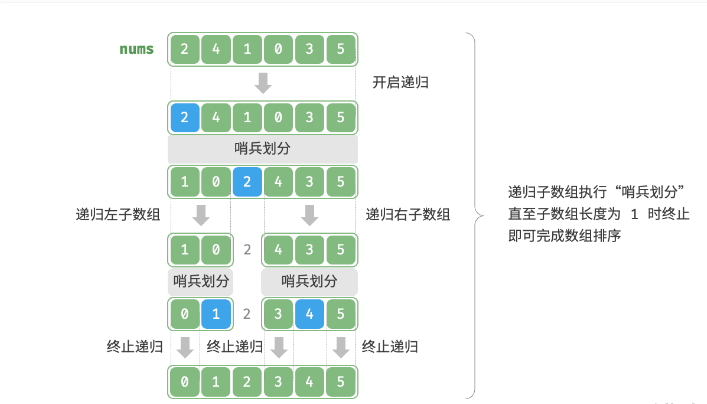 nums 2 4 1 0 3 5
开启递归
2 4 1 0 3 5
哨兵划分
1 0 2 4 3 5
递归左子数组 递归右子数组
递归子数组执行“哨兵划分”
直至子数组长度为 1 时终止
即可完成数组排序
1 0 2 4 3 5
哨兵划分 哨兵划分
0 1 2 3 4 5
终止递归 终止递归 终止递归
0 1 2 3 4 5